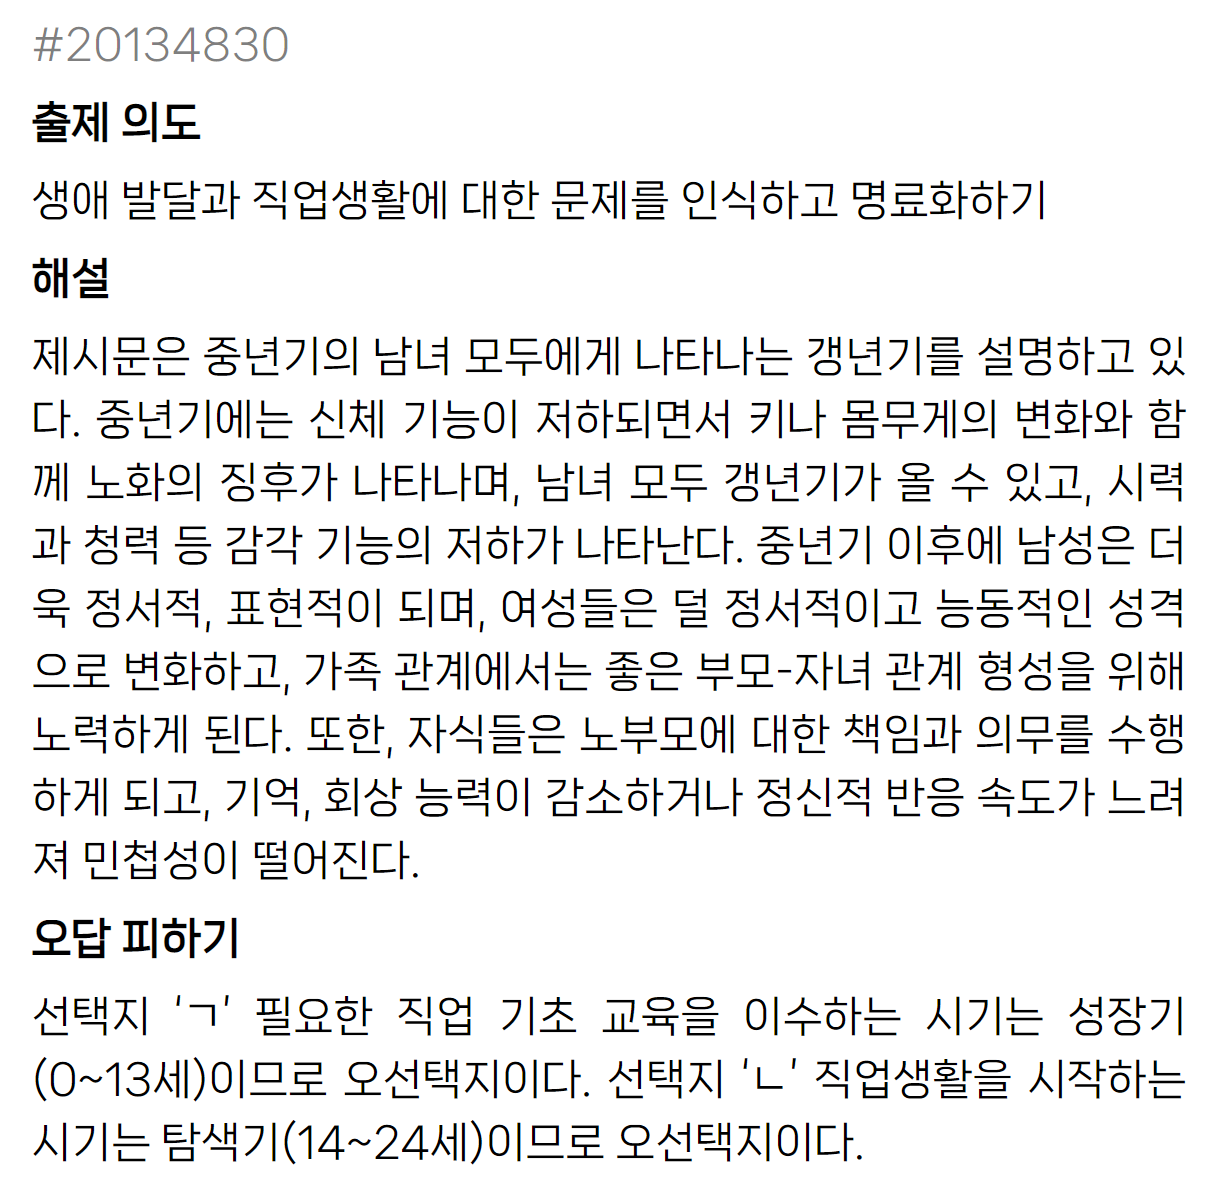 #20134830
출제 의도
생애 발달과 직업생활에 대한 문제를 인식하고 명료화하기
해설
제시문은 중년기의 남녀 모두에게 나타나는 갱년기를 설명하고 있
다. 중년기에는 신체 기능이 저하되면서 키나 몸무게의 변화와 함
께 노화의 징후가 나타나며, 남녀 모두 갱년기가 올 수 있고, 시력
과 청력 등 감각 기능의 저하가 나타난다. 중년기 이후에 남성은 더
욱 정서적, 표현적이 되며, 여성들은 덜 정서적이고 능동적인 성격
으로 변화하고, 가족 관계에서는 좋은 부모-자녀 관계 형성을 위해
노력하게 된다. 또한, 자식들은 노부모에 대한 책임과 의무를 수행
하게 되고, 기억, 회상 능력이 감소하거나 정신적 반응 속도가 느려
져 민첩성이 떨어진다.
오답 피하기
선택지 ‘ㄱ’ 필요한 직업 기초 교육을 이수하는 시기는 성장기
(0~13세)이므로 오선택지이다. 선택지 ‘ㄴ’ 직업생활을 시작하는
시기는 탐색기(14~24세)이므로 오선택지이다.